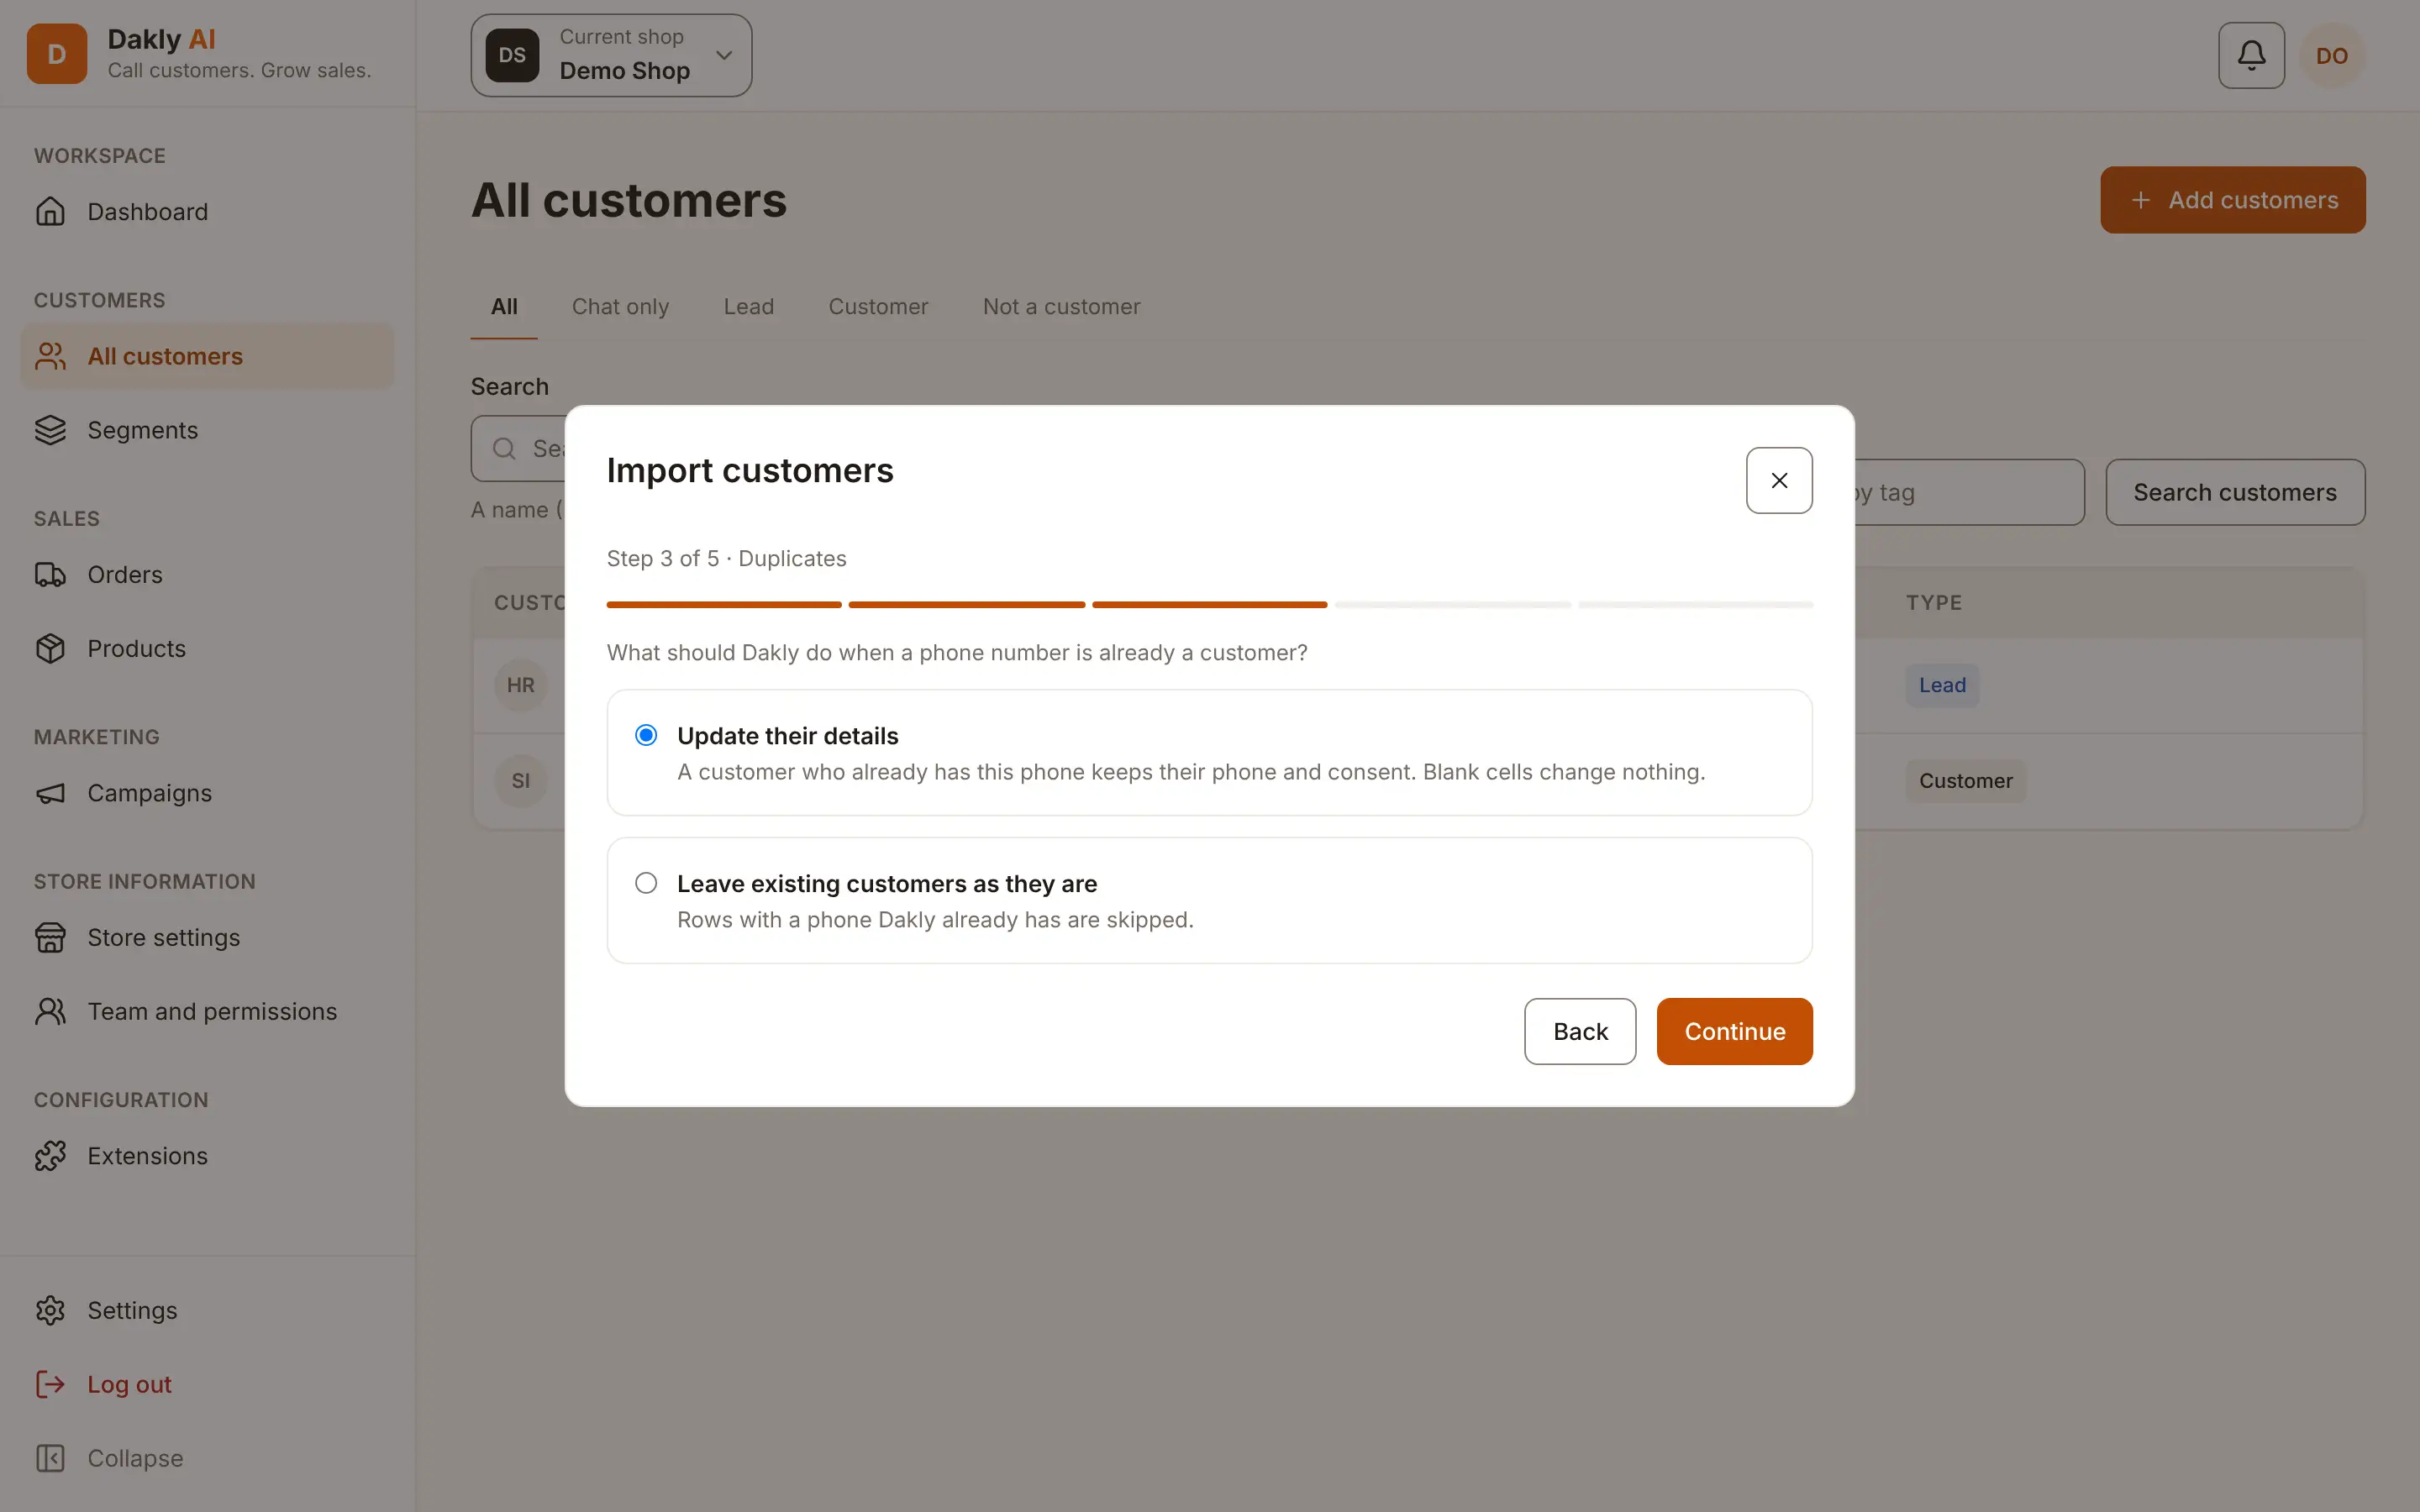 D
Dakly AI
Call customers. Grow sales.
DS
Current shop
Demo Shop
DO
WORKSPACE
Dashboard
CUSTOMERS
All customers
Segments
SALES
Orders
Products
MARKETING
Campaigns
STORE INFORMATION
Store settings
Team and permissions
CONFIGURATION
Extensions
Settings
Log out
Collapse
All customers
+ Add customers
All
Chat only
Lead
Customer
Not a customer
Search
A name (
by tag
Search customers
TYPE
HR
Lead
SI
Customer
Import customers
Step 3 of 5 · Duplicates
What should Dakly do when a phone number is already a customer?
Update their details
A customer who already has this phone keeps their phone and consent. Blank cells change nothing.
Leave existing customers as they are
Rows with a phone Dakly already has are skipped.
Back
Continue